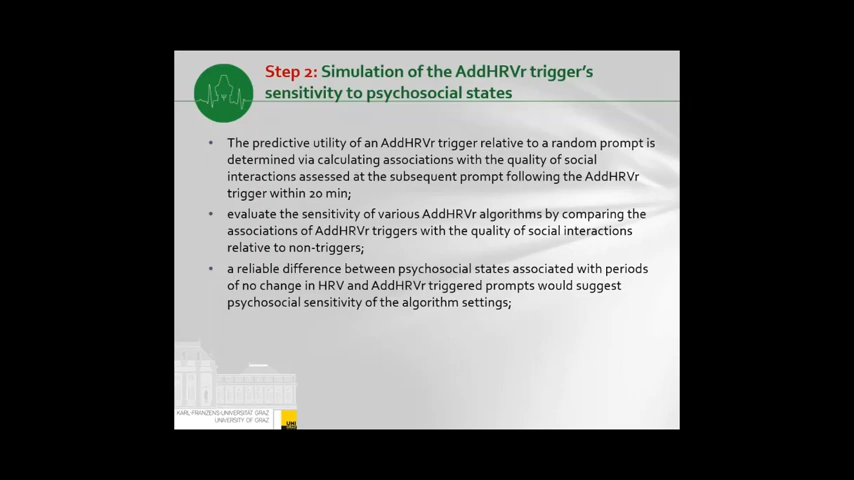 Step 2: Simulation of the AddHRVr trigger's
sensitivity to psychosocial states
• The predictive utility of an AddHRVr trigger relative to a random prompt is
determined via calculating associations with the quality of social
interactions assessed at the subsequent prompt following the AddHRVr
trigger within 20 min;
• evaluate the sensitivity of various AddHRVr algorithms by comparing the
associations of AddHRVr triggers with the quality of social interactions
relative to non-triggers;
• a reliable difference between psychosocial states associated with periods
of no change in HRV and AddHRVr triggered prompts would suggest
psychosocial sensitivity of the algorithm settings;
KARL-FRANZENS-UNIVERSITÄT GRAZ
UNIVERSITY OF GRAZ
UNI